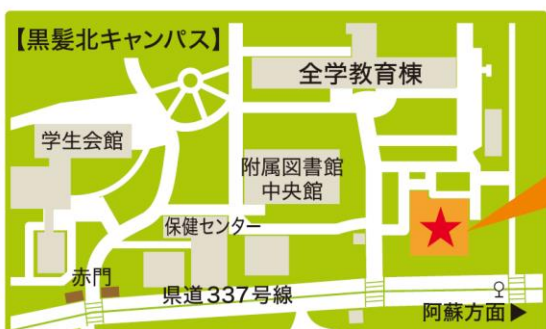 【黒髪北キャンパス】
全学教育棟
学生会館
附属図書館
中央館
保健センター
赤門
県道337号線
阿蘇方面▶